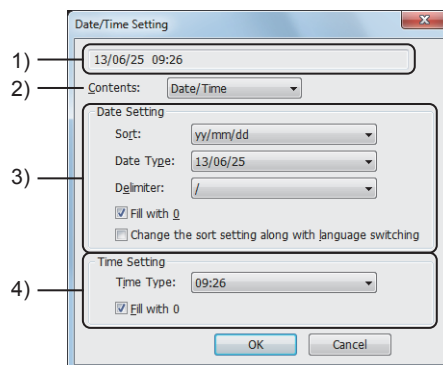 Date/Time Setting
1) 13/06/25 09:26
2) Contents: Date/Time
Date Setting
Sort: yy/mm/dd
3) Date Type: 13/06/25
Delimiter: /
Fill with 0
Change the sort setting along with language switching
Time Setting
4) Time Type: 09:26
Fill with 0
OK Cancel